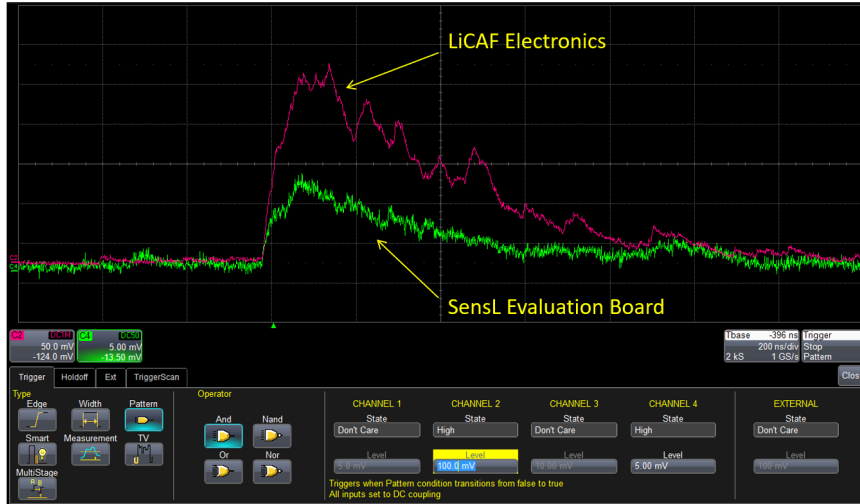 LiCAF Electronics
SensL Evaluation Board
C2
C2 DC1M
50.0 mV
-124.0 mV
C4 DC50
5.00 mV
-13.50 mV
Tbase -396 ns
200 ns/div
2 kS 1 GS/s
Trigger
Stop
Pattern
Trigger Holdoff Ext TriggerScan
Clos
Type
Edge Width Pattern
Smart Measurement TV
MultiStage
Operator
And Nand
Or Nor
CHANNEL 1 CHANNEL 2 CHANNEL 3 CHANNEL 4 EXTERNAL
State State State State State
Don't Care High Don't Care High Don't Care
Level Level Level Level Level
5.0 mV 100.0 mV 10.00 mV 5.00 mV 100 mV
Triggers when Pattern condition transitions from false to true
All inputs set to DC coupling